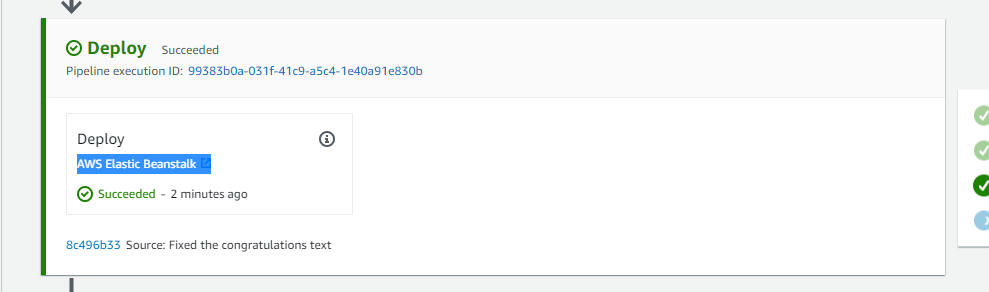 Deploy Succeeded
Pipeline execution ID: 99383b0a-031f-41c9-a5c4-1e40a91e830b
Deploy
AWS Elastic Beanstalk
Succeeded - 2 minutes ago
8c496b33 Source: Fixed the congratulations text